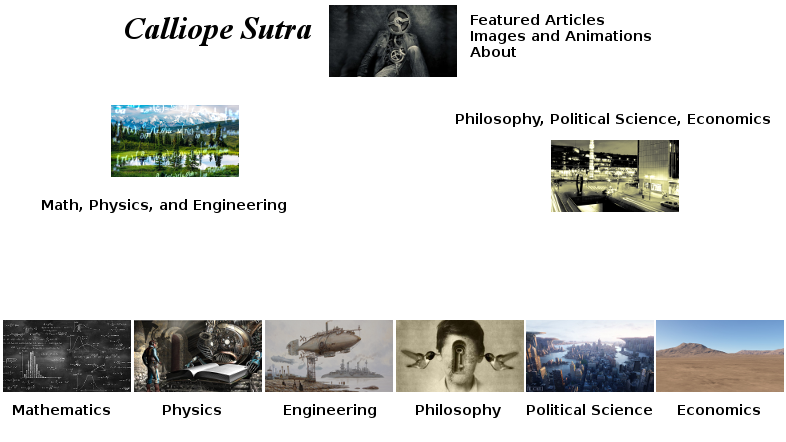 Calliope Sutra
Featured Articles
Images and Animations
About
Philosophy, Political Science, Economics
Math, Physics, and Engineering
Mathematics
Physics
Engineering
Philosophy
Political Science
Economics